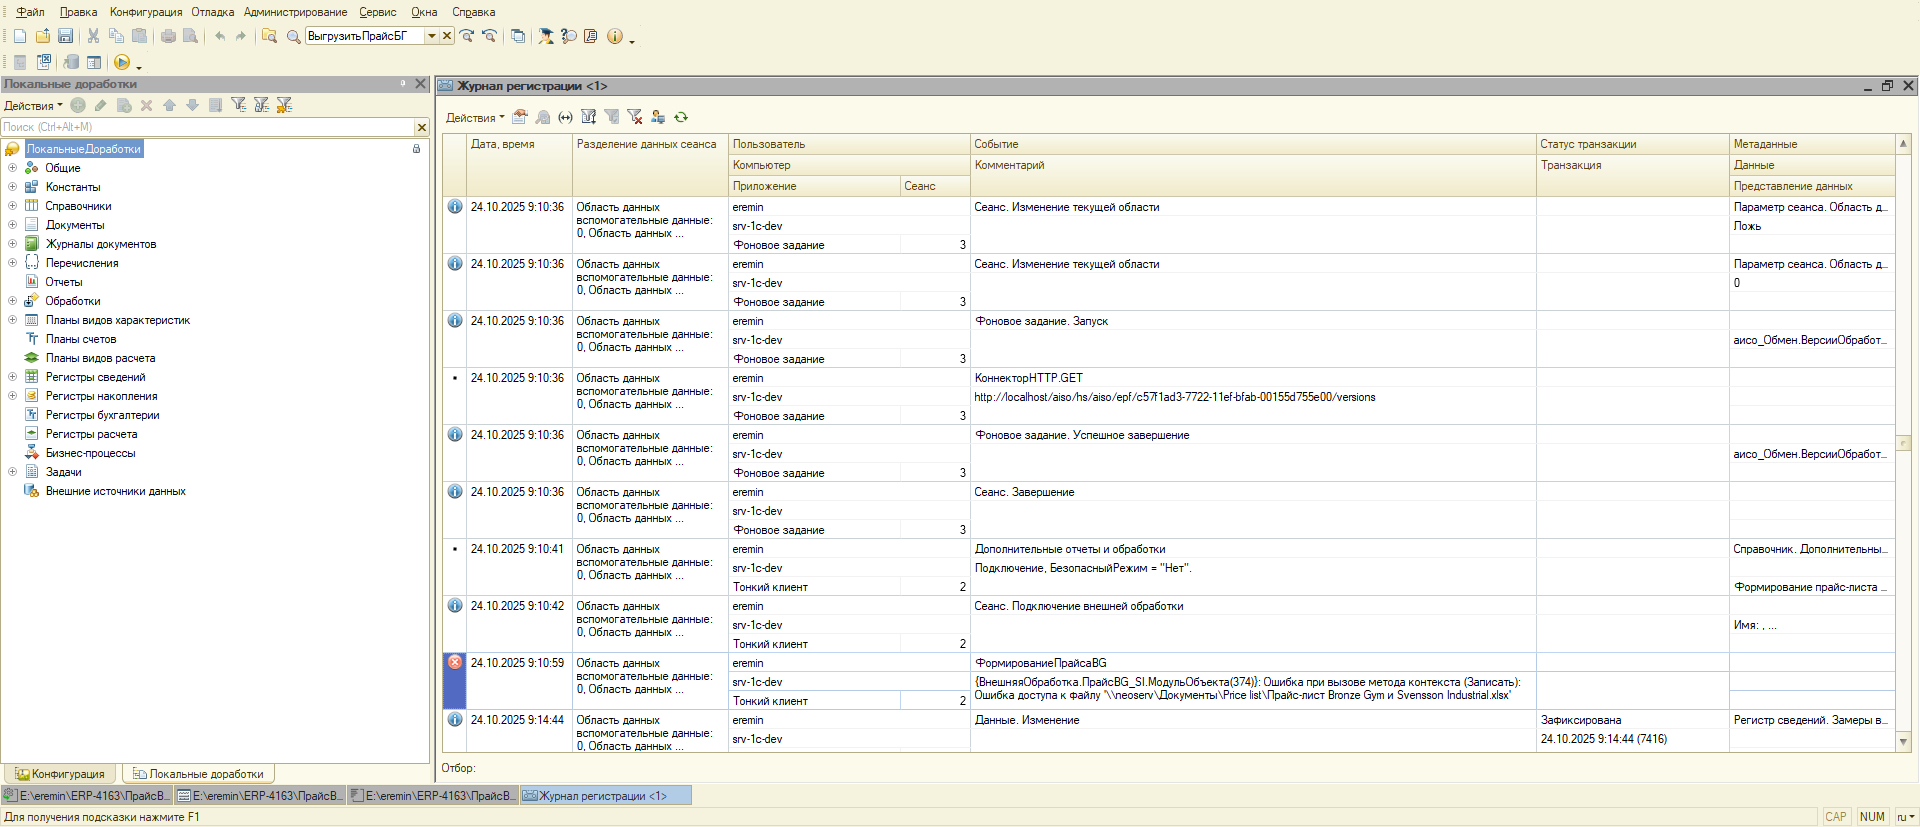 Файл Правка Конфигурация Отладка Администрирование Сервис Окна Справка
ВыгрузитьПрайсБГ
Локальные доработки
Действия
Поиск (Ctrl+Alt+M)
ЛокальныеДоработки
Общие
Константы
Справочники
Документы
Журналы документов
Перечисления
Отчеты
Обработки
Планы видов характеристик
Планы счетов
Планы видов расчета
Регистры сведений
Регистры накопления
Регистры бухгалтерии
Регистры расчета
Бизнес-процессы
Задачи
Внешние источники данных
Конфигурация Локальные доработки
Журнал регистрации <1>
Действия
Дата, время Разделение данных сеанса Пользователь Событие Статус транзакции Метаданные
Компьютер Комментарий Транзакция Данные
Приложение Сеанс Представление данных
24.10.2025 9:10:36 Область данных eremin Сеанс. Изменение текущей области Параметр сеанса. Область д...
вспомогательные данные: srv-1c-dev Ложь
0, Область данных ... Фоновое задание 3
24.10.2025 9:10:36 Область данных eremin Сеанс. Изменение текущей области Параметр сеанса. Область д...
вспомогательные данные: srv-1c-dev 0
0, Область данных ... Фоновое задание 3
24.10.2025 9:10:36 Область данных eremin Фоновое задание. Запуск
вспомогательные данные: srv-1c-dev аисо_Обмен.ВерсииОбработ...
0, Область данных ... Фоновое задание 3
24.10.2025 9:10:36 Область данных eremin КоннекторHTTP.GET
вспомогательные данные: srv-1c-dev http://localhost/aiso/hs/aiso/epf/c57f1ad3-7722-11ef-bfab-00155d755e00/versions
0, Область данных ... Фоновое задание 3
24.10.2025 9:10:36 Область данных eremin Фоновое задание. Успешное завершение
вспомогательные данные: srv-1c-dev аисо_Обмен.ВерсииОбработ...
0, Область данных ... Фоновое задание 3
24.10.2025 9:10:36 Область данных eremin Сеанс. Завершение
вспомогательные данные: srv-1c-dev
0, Область данных ... Фоновое задание 3
24.10.2025 9:10:41 Область данных eremin Дополнительные отчеты и обработки Справочник. Дополнительны...
вспомогательные данные: srv-1c-dev Подключение, БезопасныйРежим = "Нет".
0, Область данных ... Тонкий клиент 2 Формирование прайс-листа ...
24.10.2025 9:10:42 Область данных eremin Сеанс. Подключение внешней обработки
вспомогательные данные: srv-1c-dev Имя: , ...
0, Область данных ... Тонкий клиент 2
24.10.2025 9:10:59 Область данных eremin ФормированиеПрайсаBG
вспомогательные данные: srv-1c-dev {ВнешняяОбработка.ПрайсBG_SI.МодульОбъекта(374)}: Ошибка при вызове метода контекста (Записать):
0, Область данных ... Тонкий клиент 2 Ошибка доступа к файлу '\\neoserv\Документы\Price list\Прайс-лист Bronze Gym и Svensson Industrial.xlsx'
24.10.2025 9:14:44 Область данных eremin Данные. Изменение Зафиксирована Регистр сведений. Замеры в...
вспомогательные данные: srv-1c-dev 24.10.2025 9:14:44 (7416)
0, Область данных ...
Отбор:
E:\eremin\ERP-4163\ПрайсB... E:\eremin\ERP-4163\ПрайсB... E:\eremin\ERP-4163\ПрайсB... Журнал регистрации <1>
Для получения подсказки нажмите F1 CAP NUM ru